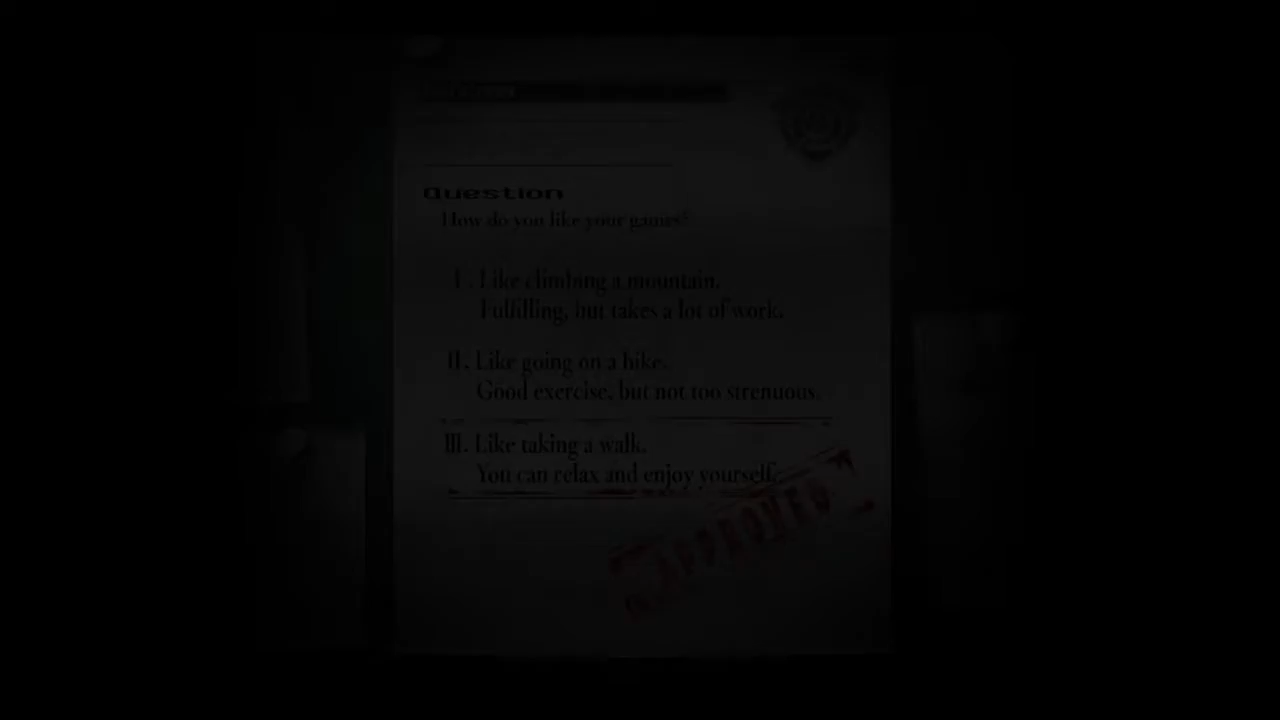 Question
How do you like your games?
I. Like climbing a mountain.
Fulfilling, but takes a lot of work.
II. Like going on a hike.
Good exercise, but not too strenuous.
III. Like taking a walk.
You can relax and enjoy yourself.
APPROVED